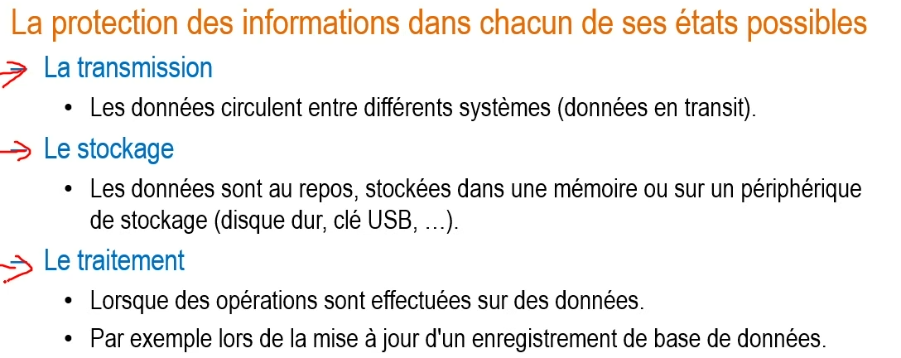 La protection des informations dans chacun de ses états possibles
La transmission
• Les données circulent entre différents systèmes (données en transit).
Le stockage
• Les données sont au repos, stockées dans une mémoire ou sur un périphérique
de stockage (disque dur, clé USB, …).
Le traitement
• Lorsque des opérations sont effectuées sur des données.
• Par exemple lors de la mise à jour d'un enregistrement de base de données.